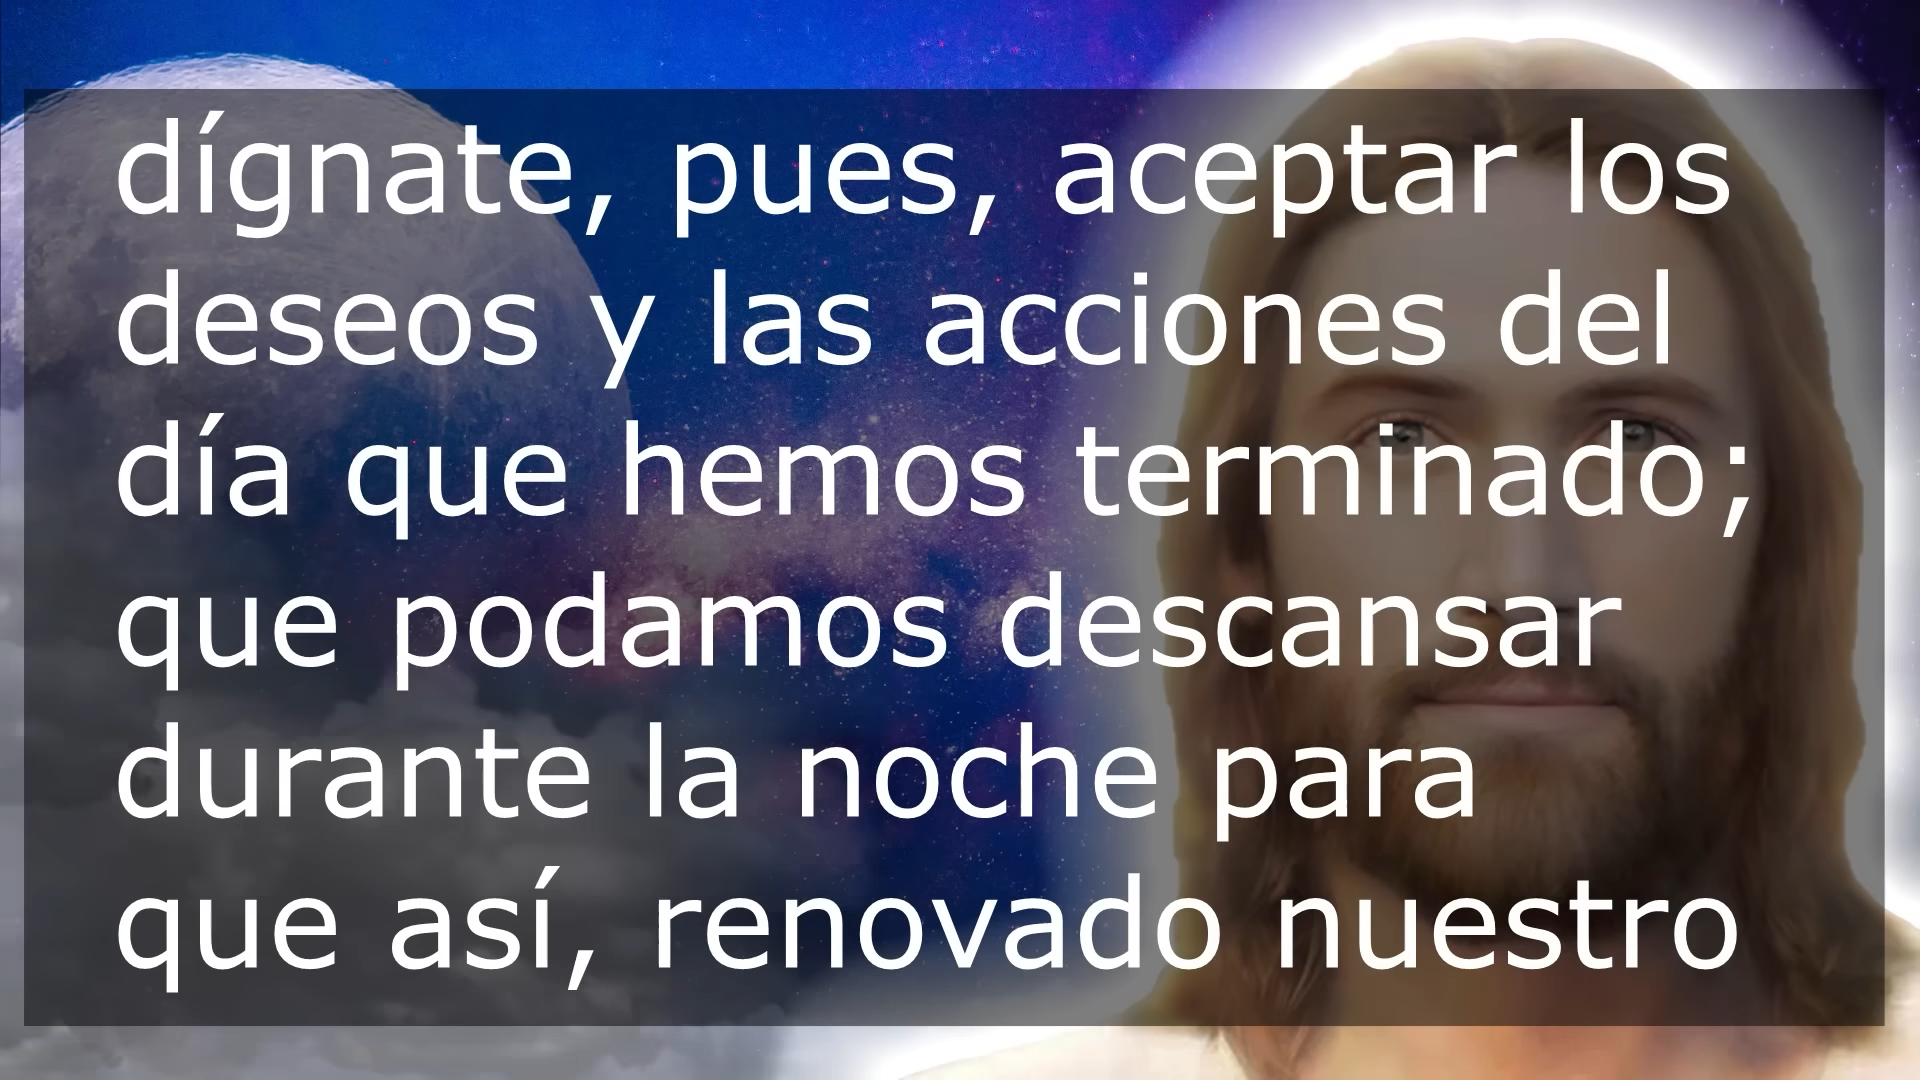 dígnate, pues, aceptar los
deseos y las acciones del
día que hemos terminado;
que podamos descansar
durante la noche para
que así, renovado nuestro